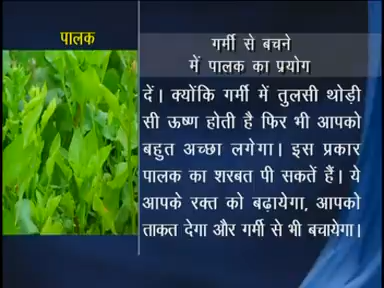 पालक
गर्मी से बचने
में पालक का प्रयोग
दें। क्योंकि गर्मी में तुलसी थोड़ी
सी ऊष्ण होती है फिर भी आपको
बहुत अच्छा लगेगा। इस प्रकार
पालक का शरबत पी सकतें हैं। ये
आपके रक्त को बढ़ायेगा, आपको
ताकत देगा और गर्मी से भी बचायेगा।